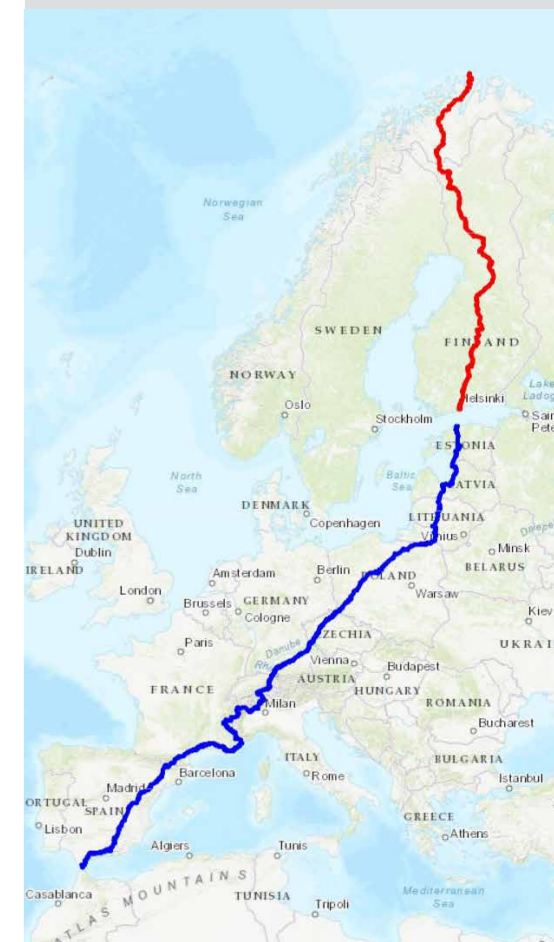 Norwegian
Sea
SWEDEN
FINLAND
NORWAY
Helsinki
Lake
Ladog
Oslo
Stockholm
Sain
Pete
ESTONIA
North
Sea
Baltic
Sea
LATVIA
DENMARK
Copenhagen
LITHUANIA
UNITED
KINGDOM
Vilnius
Dnieper
Dublin
Minsk
IRELAND
Amsterdam
Berlin
POLAND
BELARUS
London
Warsaw
Brussels
GERMANY
Cologne
Kiev
Paris
CZECHIA
UKRAI
Danube
Vienna
Budapest
FRANCE
AUSTRIA
HUNGARY
Milan
ROMANIA
Bucharest
ITALY
BULGARIA
Barcelona
Rome
Istanbul
Madrid
PORTUGAL
SPAIN
GREECE
Lisbon
Athens
Algiers
Tunis
Casablanca
ATLAS MOUNTAINS
TUNISIA
Tripoli
Mediterranean
Sea